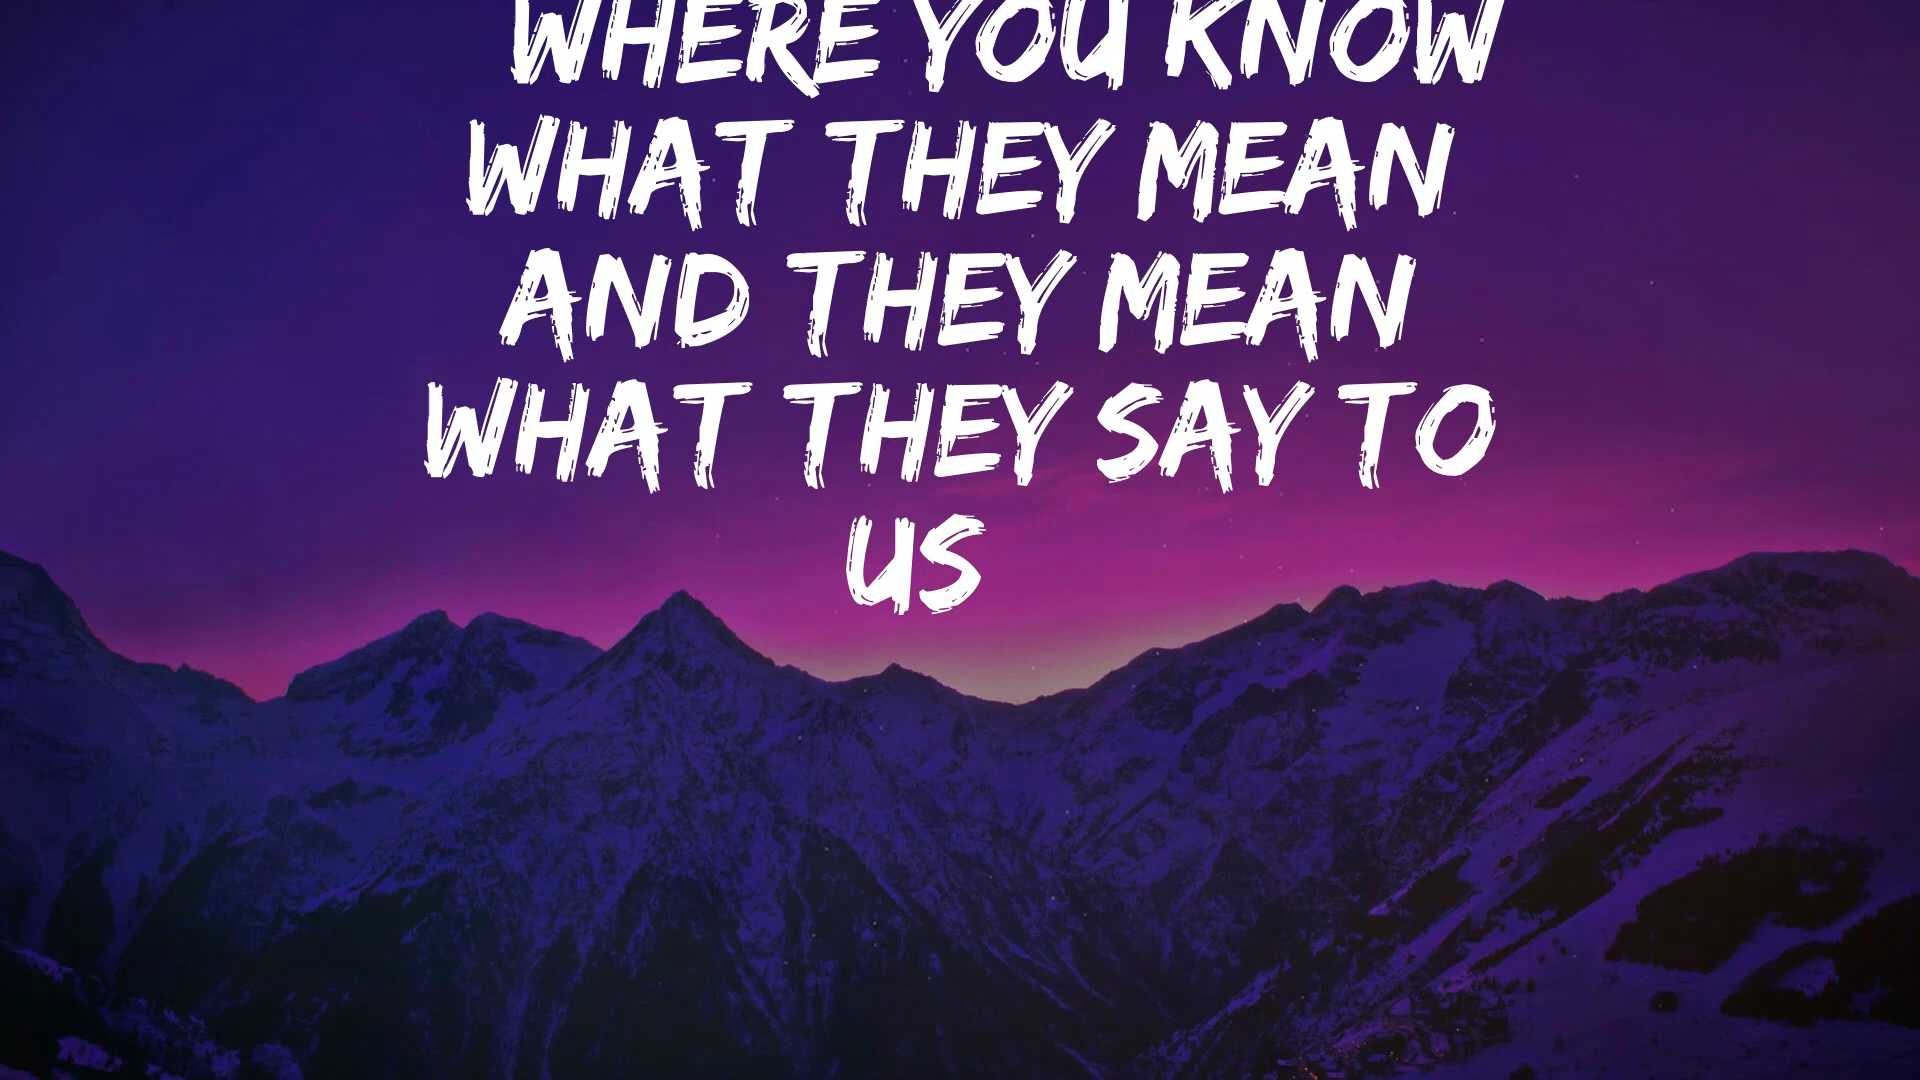 WHERE YOU KNOW
WHAT THEY MEAN
AND THEY MEAN
WHAT THEY SAY TO
US